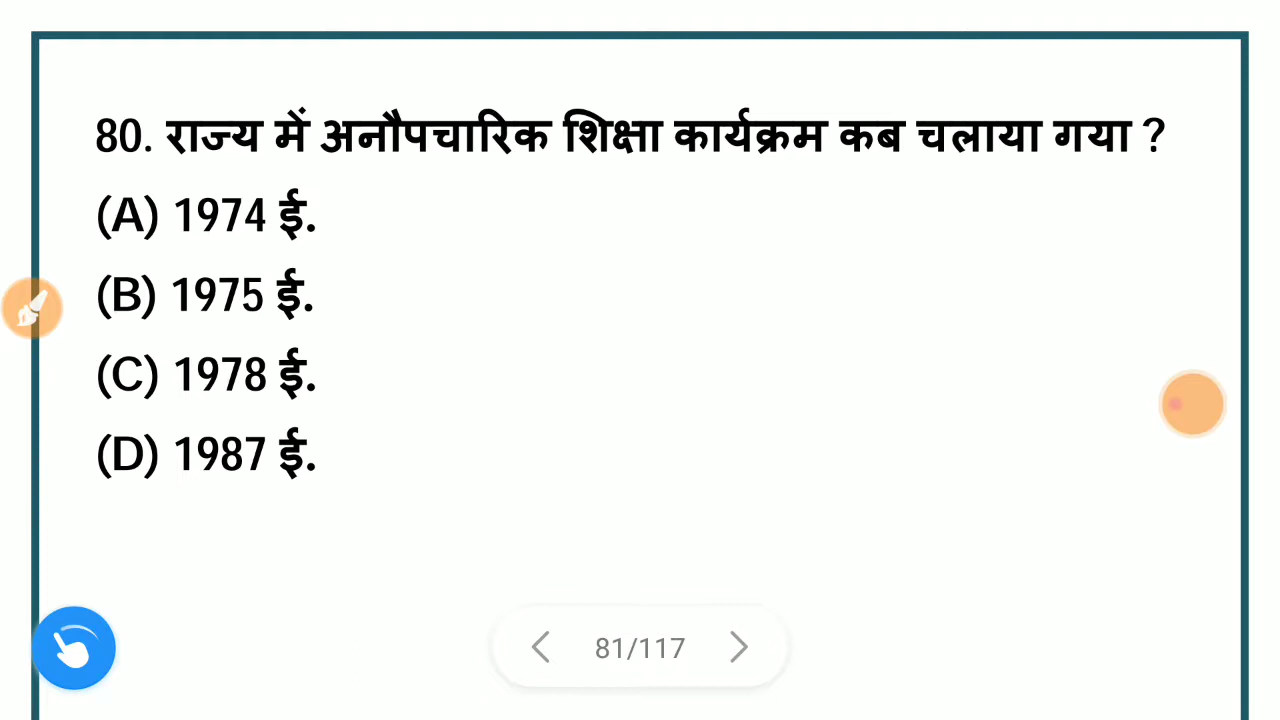 80. राज्य में अनौपचारिक शिक्षा कार्यक्रम कब चलाया गया ?
(A) 1974 ई.
(B) 1975 ई.
(C) 1978 ई.
(D) 1987 ई.
81/117